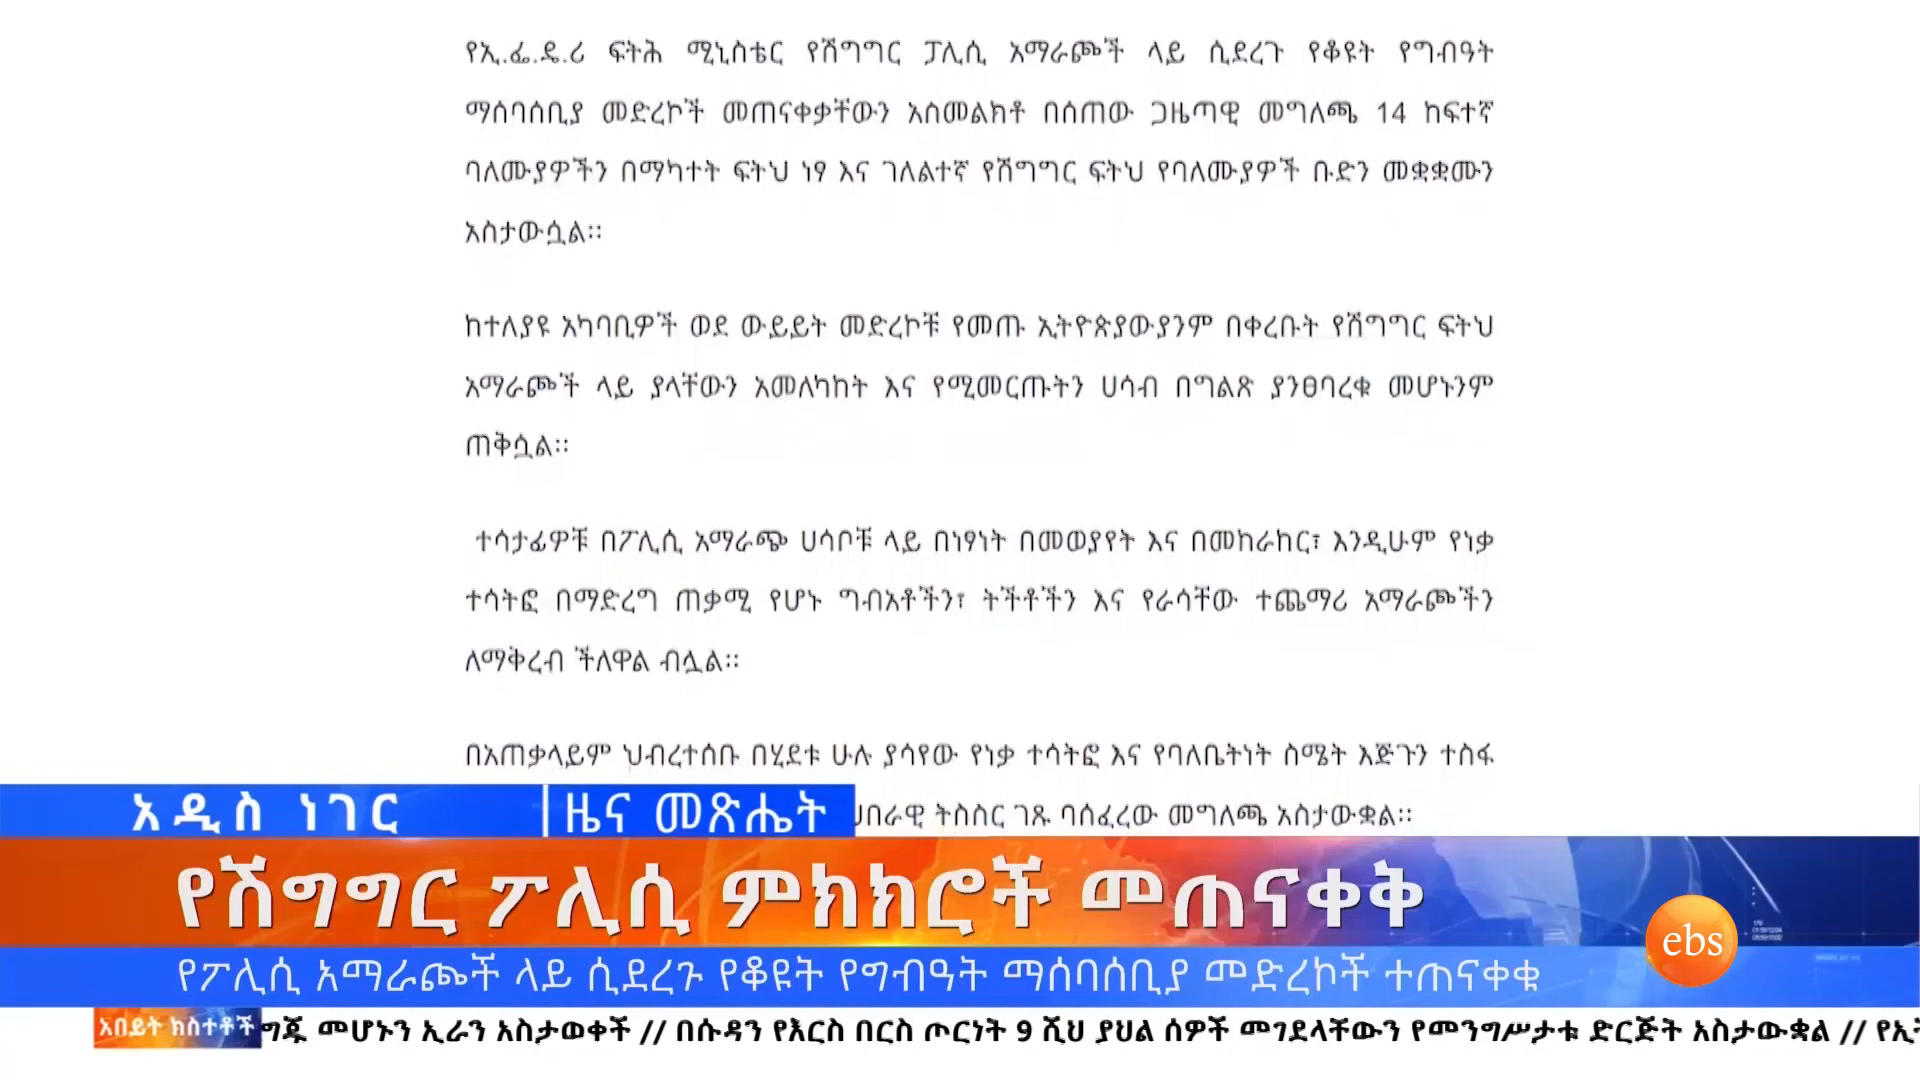 የኢ.ፌ.ዴ.ሪ ፍትሕ ሚኒስቴር የሽግግር ፓሊሲ አማራጮች ላይ ሲደረጉ የቆዩት የግብዓት
ማሰባሰቢያ መድረኮች መጠናቀቃቸውን አስመልክቶ በሰጠው ጋዜጣዊ መግለጫ 14 ከፍተኛ
ባለሙያዎችን በማካተት ፍትህ ነፃ እና ገለልተኛ የሽግግር ፍትህ የባለሙያዎች ቡድን መቋቋሙን
አስታውሷል፡፡
ከተለያዩ አካባቢዎች ወደ ውይይት መድረኮቹ የመጡ ኢትዮጵያውያንም በቀረቡት የሽግግር ፍትህ
አማራጮች ላይ ያላቸውን አመለካከት እና የሚመርጡትን ሀሳብ በግልጽ ያንፀባረቁ መሆኑንም
ጠቅሷል፡፡
ተሳታፊዎቹ በፖሊሲ አማራጭ ሀሳቦቹ ላይ በነፃነት በመወያየት እና በመከራከር፣ እንዲሁም የነቃ
ተሳትፎ በማድረግ ጠቃሚ የሆኑ ግብአቶችን፣ ትችቶችን እና የራሳቸው ተጨማሪ አማራጮችን
ለማቅረብ ችለዋል ብሏል፡፡
በአጠቃላይም ህብረተሰቡ በሂደቱ ሁሉ ያሳየው የነቃ ተሳትፎ እና የባለቤትነት ስሜት እጅጉን ተስፋ
ትስስር ገጹ ባሰፈረው መግለጫ አስታውቋል፡፡
አዲስ ነገር |ዜና መጽሔት
የሽግግር ፖሊሲ ምክክሮች መጠናቀቅ
ebs
የፖሊሲ አማራጮች ላይ ሲደረጉ የቆዩት የግብዓት ማሰባሰቢያ መድረኮች ተጠናቀቁ
አበይት ክስተቶች መሆኑን ኢራን አስታወቀች // በሱዳን የእርስ በርስ ጦርነት 9 ሺህ ያህል ሰዎች መገደላቸውን የመንግሥታቱ ድርጅት አስታውቋል //